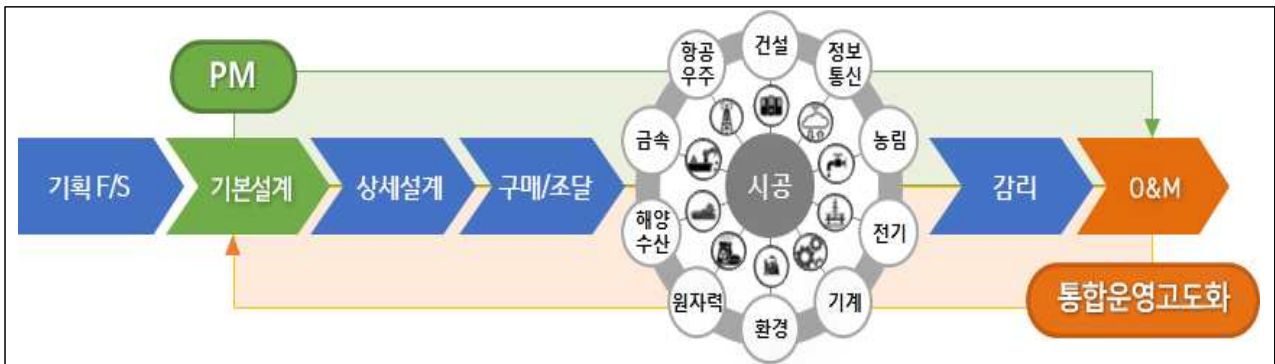 PM
기획 F/S
기본설계
상세설계
구매/조달
시공
건설
정보
통신
농림
전기
기계
환경
원자력
해양
수산
금속
항공
우주
감리
O&M
통합운영고도화